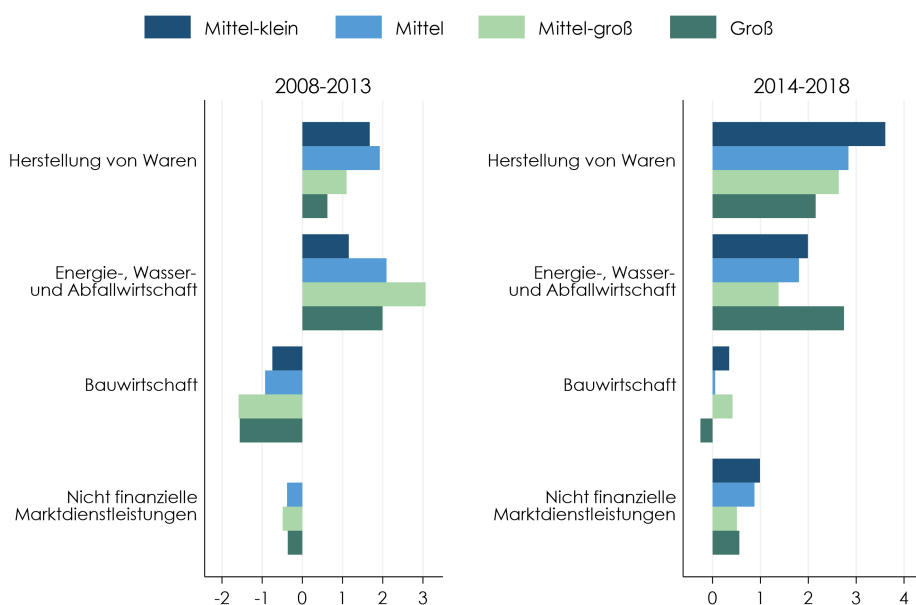 Mittel-klein Mittel Mittel-groß Groß
2008-2013
Herstellung von Waren
Energie-, Wasser-
und Abfallwirtschaft
Bauwirtschaft
Nicht finanzielle
Marktdienstleistungen
-2 -1 0 1 2 3
2014-2018
Herstellung von Waren
Energie-, Wasser-
und Abfallwirtschaft
Bauwirtschaft
Nicht finanzielle
Marktdienstleistungen
0 1 2 3 4